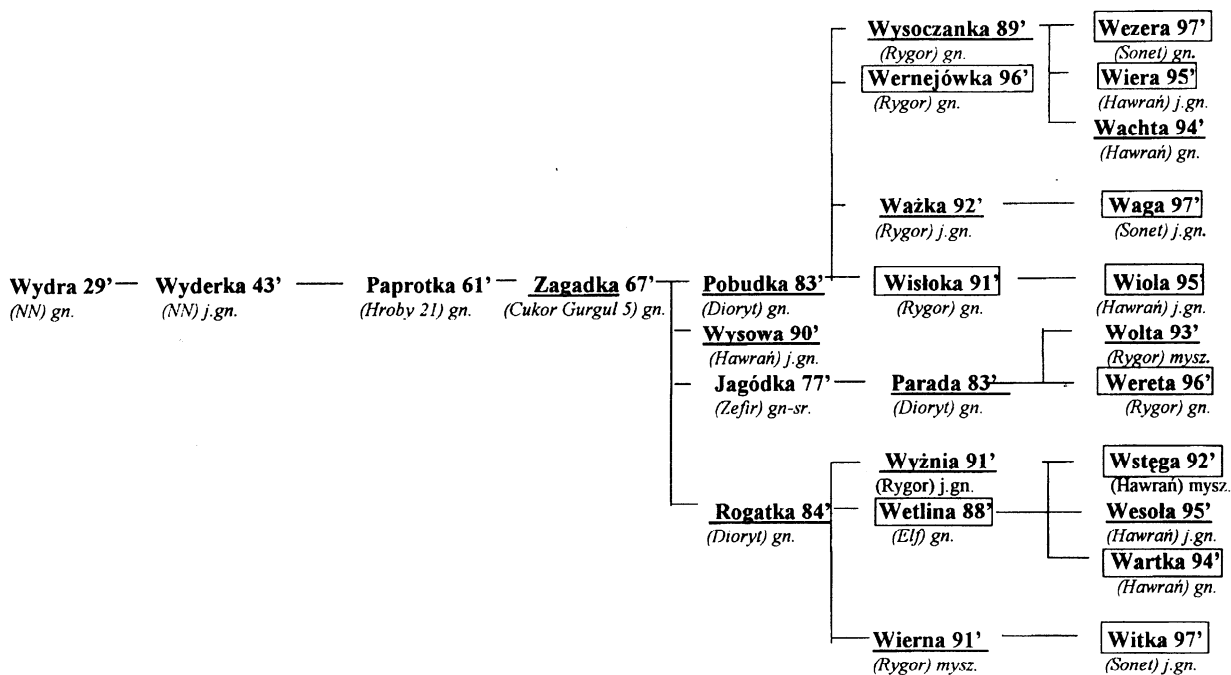 Wysoczanka 89’ Wezera 97’
(Rygor) gn. (Sonet) gn.
Wernejówka 96’ Wiera 95’
(Rygor) gn. (Hawrań) j.gn.
Wachta 94’
(Hawrań) gn.
Ważka 92’ Waga 97’
(Rygor) j.gn. (Sonet) j.gn.
Wydra 29’ Wyderka 43’ Paprotka 61’ Zagadka 67’ Pobudka 83’ Wisłoka 91’ Wiola 95’
(NN) gn. (NN) j.gn. (Hroby 21) gn. (Cukor Gurgul 5) gn. (Dioryt) gn. (Rygor) gn. (Hawrań) j.gn.
Wysowa 90’ Wolta 93’
(Hawrań) j.gn. (Rygor) mysz.
Jagódka 77’ Parada 83’ Wereta 96’
(Zefir) gn-sr. (Dioryt) gn. (Rygor) gn.
Wyżnia 91’ Wstęga 92’
(Rygor) j.gn. (Hawrań) mysz.
Rogatka 84’ Wetlina 88’ Wesoła 95’
(Dioryt) gn. (Elf) gn. (Hawrań) j.gn.
Wartka 94’
(Hawrań) gn.
Wierna 91’ Witka 97’
(Rygor) mysz. (Sonet) j.gn.